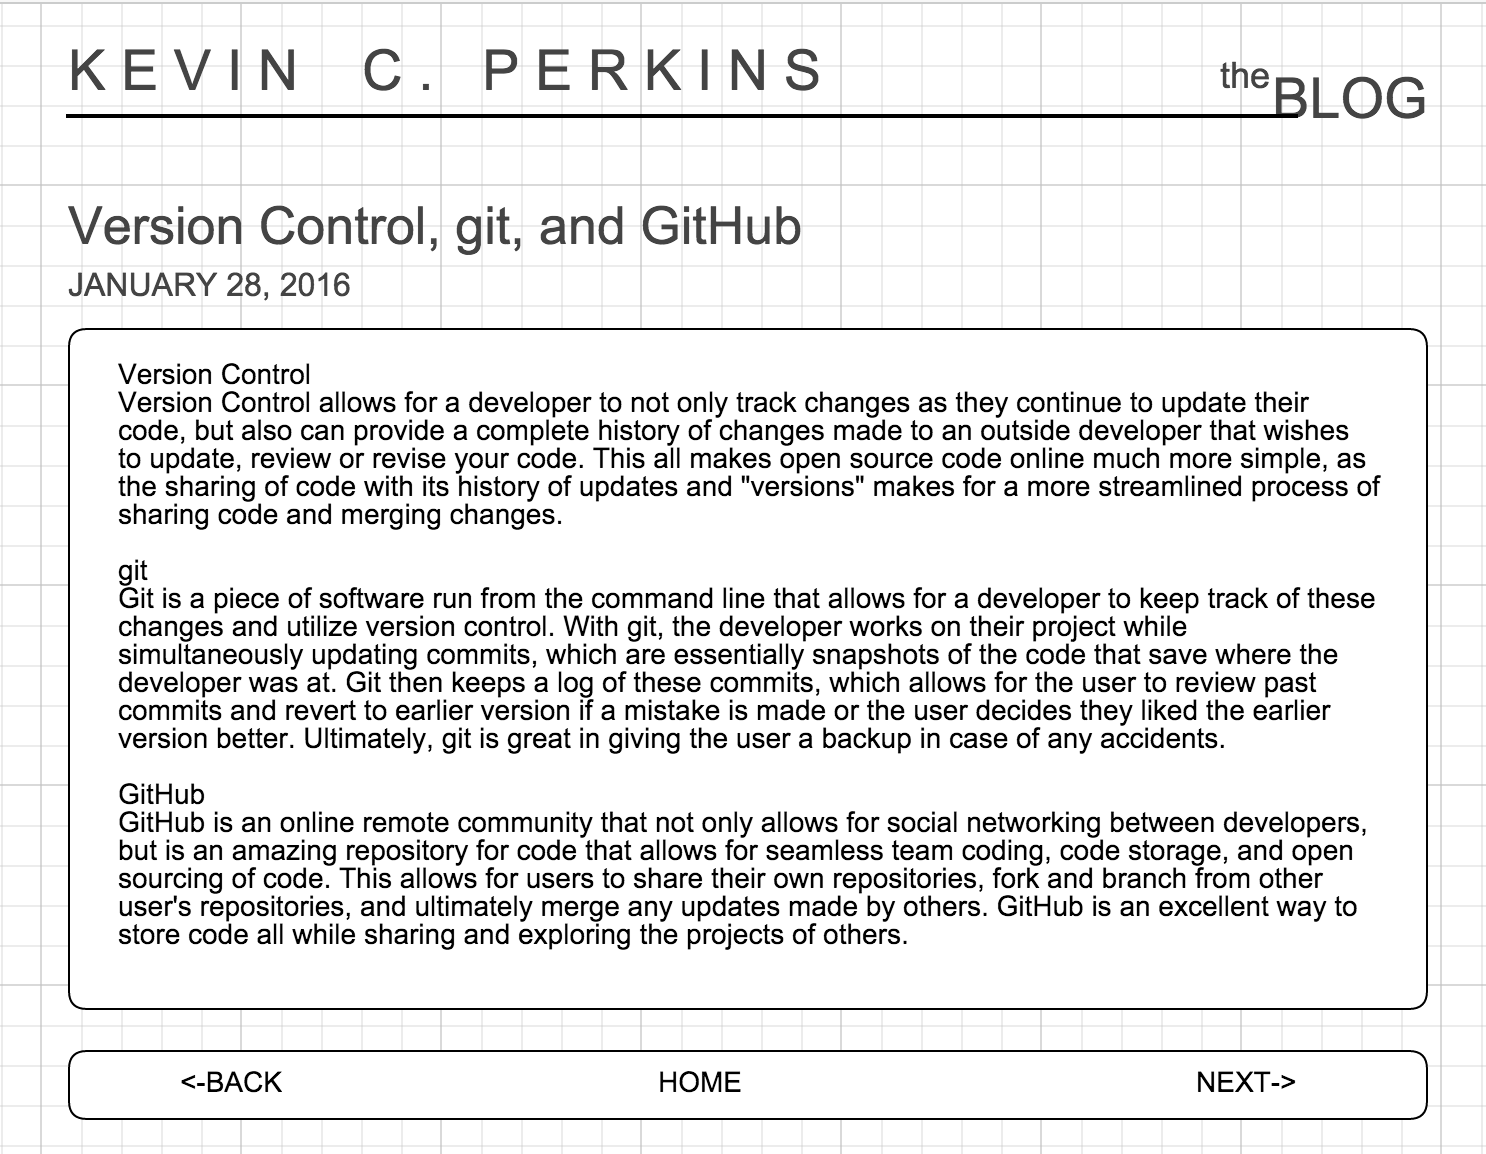 KEVIN C. PERKINS
the BLOG
Version Control, git, and GitHub
JANUARY 28, 2016
Version Control
Version Control allows for a developer to not only track changes as they continue to update their
code, but also can provide a complete history of changes made to an outside developer that wishes
to update, review or revise your code. This all makes open source code online much more simple, as
the sharing of code with its history of updates and "versions" makes for a more streamlined process of
sharing code and merging changes.
git
Git is a piece of software run from the command line that allows for a developer to keep track of these
changes and utilize version control. With git, the developer works on their project while
simultaneously updating commits, which are essentially snapshots of the code that save where the
developer was at. Git then keeps a log of these commits, which allows for the user to review past
commits and revert to earlier version if a mistake is made or the user decides they liked the earlier
version better. Ultimately, git is great in giving the user a backup in case of any accidents.
GitHub
GitHub is an online remote community that not only allows for social networking between developers,
but is an amazing repository for code that allows for seamless team coding, code storage, and open
sourcing of code. This allows for users to share their own repositories, fork and branch from other
user's repositories, and ultimately merge any updates made by others. GitHub is an excellent way to
store code all while sharing and exploring the projects of others.
<-BACK HOME NEXT->